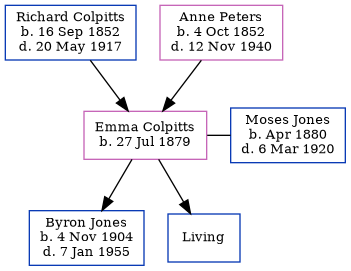 Richard Colpitts
b. 16 Sep 1852
d. 20 May 1917
Anne Peters
b. 4 Oct 1852
d. 12 Nov 1940
Emma Colpitts
b. 27 Jul 1879
Moses Jones
b. Apr 1880
d. 6 Mar 1920
Byron Jones
b. 4 Nov 1904
d. 7 Jan 1955
Living